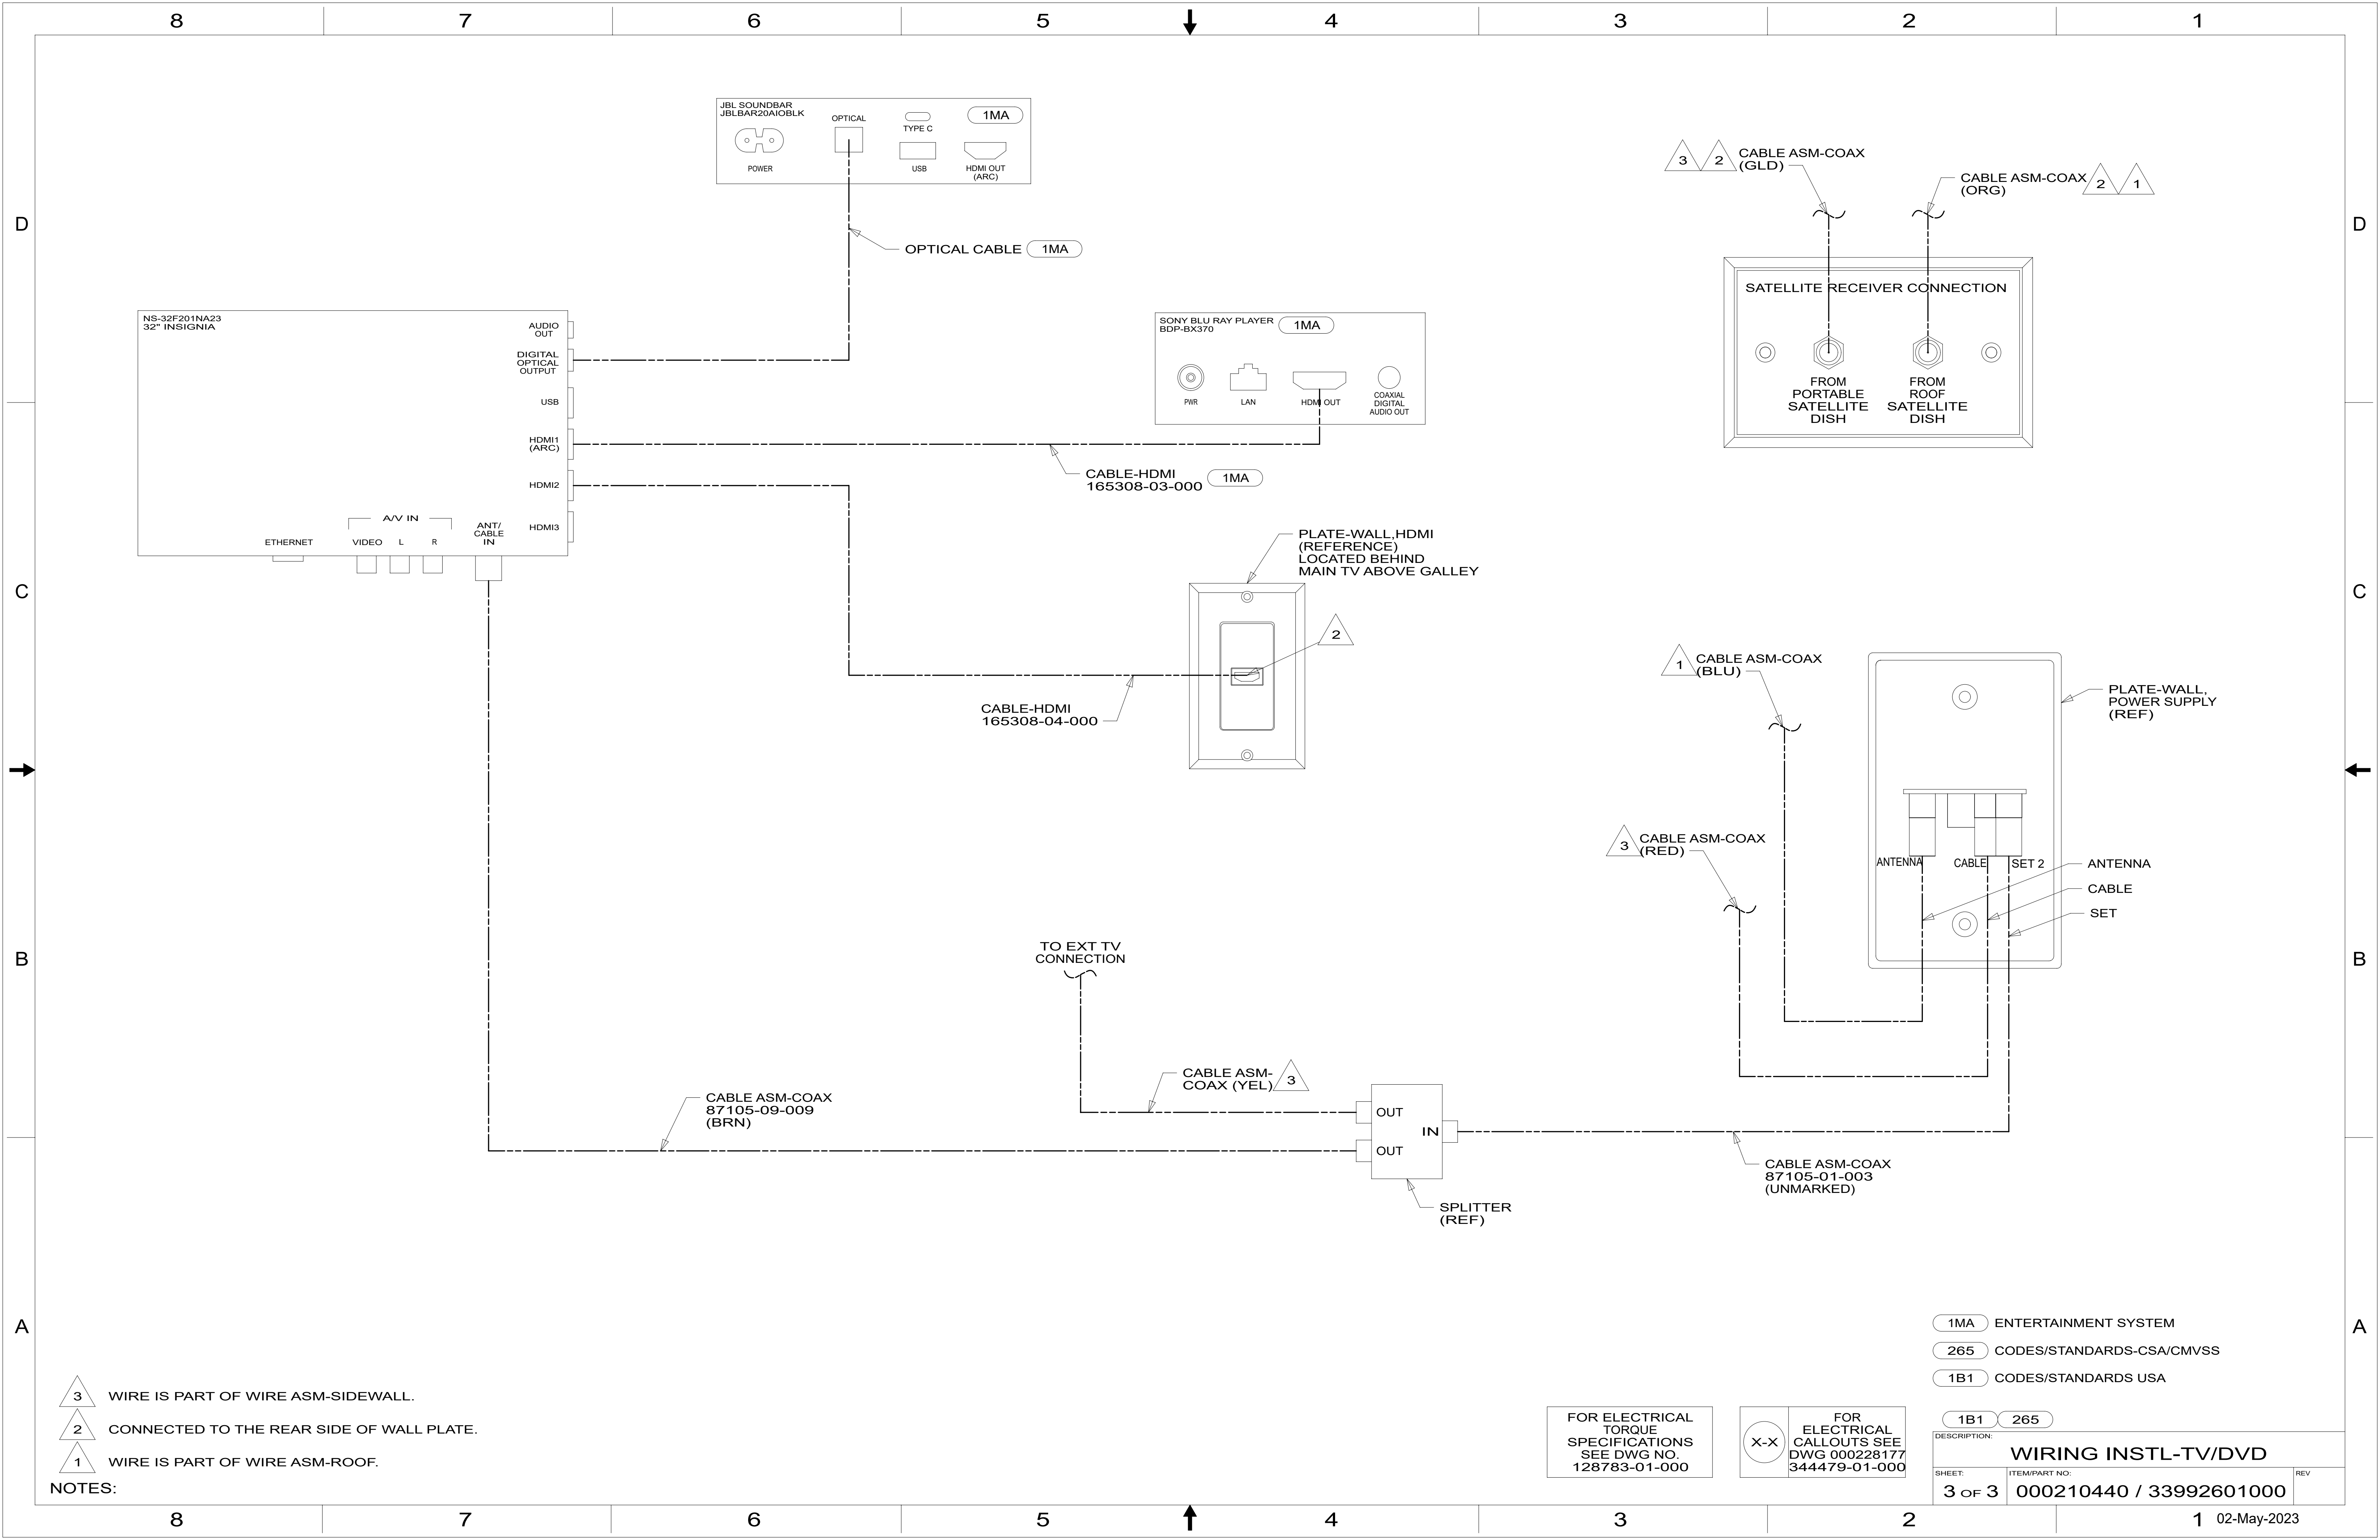 8 7 6 5 4 3 2 1
D
D
C
C
B
B
A
A
JBL SOUNDBAR
JBLBAR20AIOBLK
1MA
OPTICAL
TYPE C
POWER
USB
HDMI OUT
(ARC)
OPTICAL CABLE 1MA
NS-32F201NA23
32" INSIGNIA
AUDIO
OUT
DIGITAL
OPTICAL
OUTPUT
USB
HDMI1
(ARC)
HDMI2
HDMI3
ETHERNET
A/V IN
VIDEO L R
ANT/
CABLE
IN
SONY BLU RAY PLAYER
BDP-BX370
1MA
PWR
LAN
HDMI OUT
COAXIAL
DIGITAL
AUDIO OUT
CABLE-HDMI
165308-03-000
1MA
PLATE-WALL,HDMI
(REFERENCE)
LOCATED BEHIND
MAIN TV ABOVE GALLEY
2
CABLE-HDMI
165308-04-000
3 2 CABLE ASM-COAX
(GLD)
CABLE ASM-COAX 2 1
(ORG)
SATELLITE RECEIVER CONNECTION
FROM
PORTABLE
SATELLITE
DISH
FROM
ROOF
SATELLITE
DISH
1 CABLE ASM-COAX
(BLU)
PLATE-WALL,
POWER SUPPLY
(REF)
3 CABLE ASM-COAX
(RED)
ANTENNA CABLE SET 2
ANTENNA
CABLE
SET
TO EXT TV
CONNECTION
CABLE ASM-
COAX (YEL) 3
CABLE ASM-COAX
87105-09-009
(BRN)
OUT
OUT
IN
SPLITTER
(REF)
CABLE ASM-COAX
87105-01-003
(UNMARKED)
3 WIRE IS PART OF WIRE ASM-SIDEWALL.
2 CONNECTED TO THE REAR SIDE OF WALL PLATE.
1 WIRE IS PART OF WIRE ASM-ROOF.
NOTES:
FOR ELECTRICAL
TORQUE
SPECIFICATIONS
SEE DWG NO.
128783-01-000
X-X
FOR
ELECTRICAL
CALLOUTS SEE
DWG 000228177
344479-01-000
1MA ENTERTAINMENT SYSTEM
265 CODES/STANDARDS-CSA/CMVSS
1B1 CODES/STANDARDS USA
1B1 265
DESCRIPTION:
WIRING INSTL-TV/DVD
SHEET:
3 OF 3
ITEM/PART NO:
000210440 / 33992601000
REV
8 7 6 5 4 3 2 1
02-May-2023